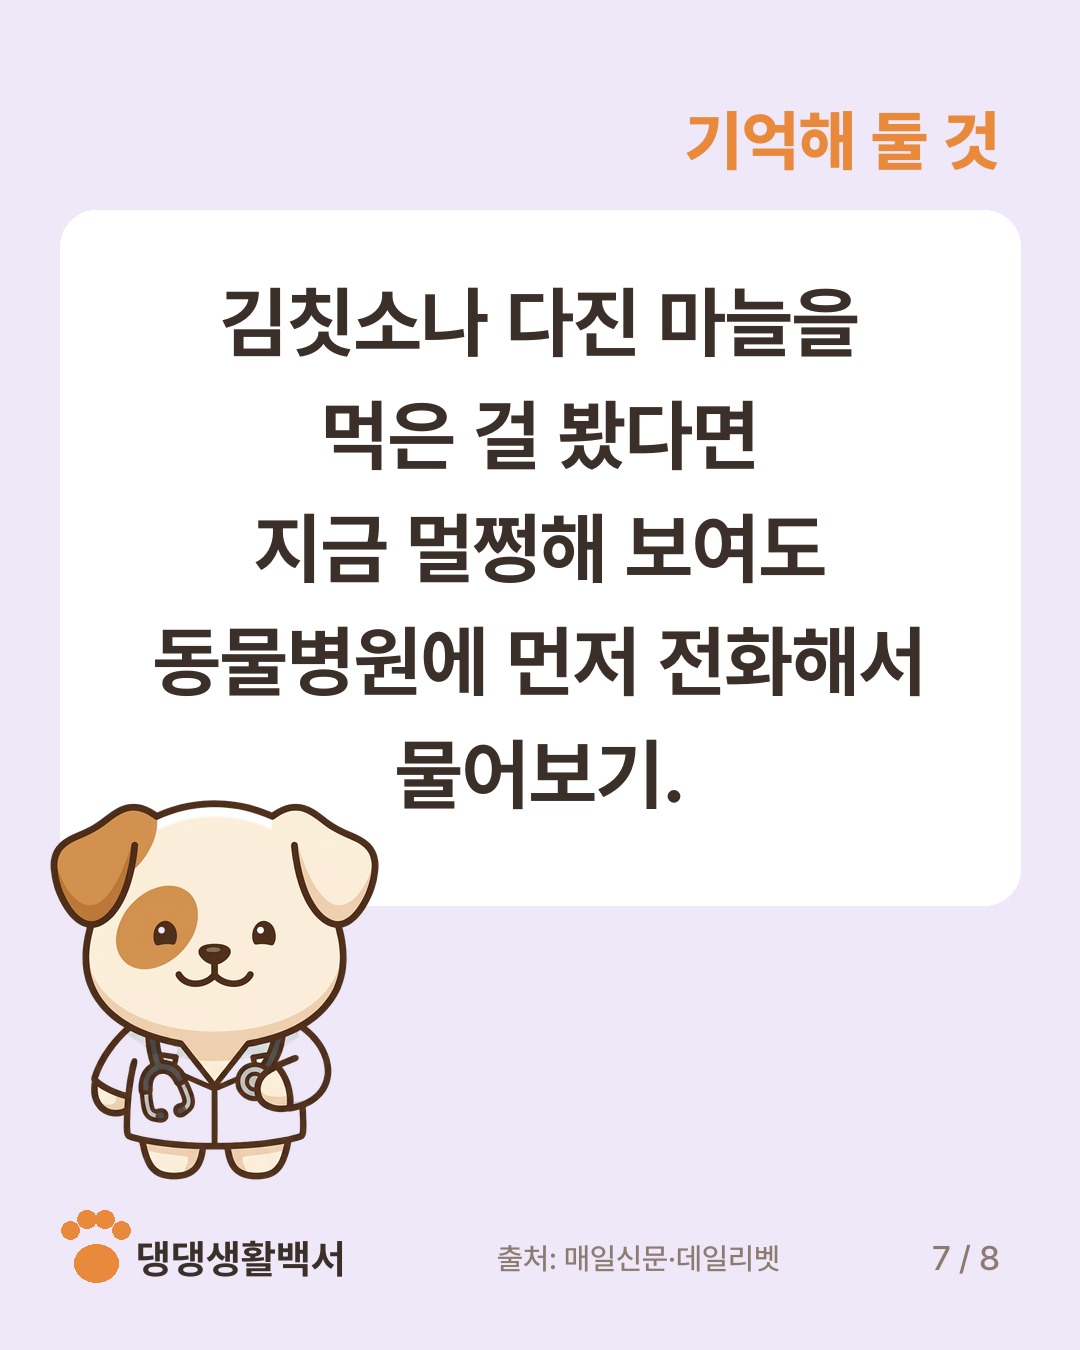 기억해 둘 것
김칫소나 다진 마늘을
먹은 걸 봤다면
지금 멀쩡해 보여도
동물병원에 먼저 전화해서
물어보기.
댕댕생활백서
출처: 매일신문·데일리벳
7 / 8